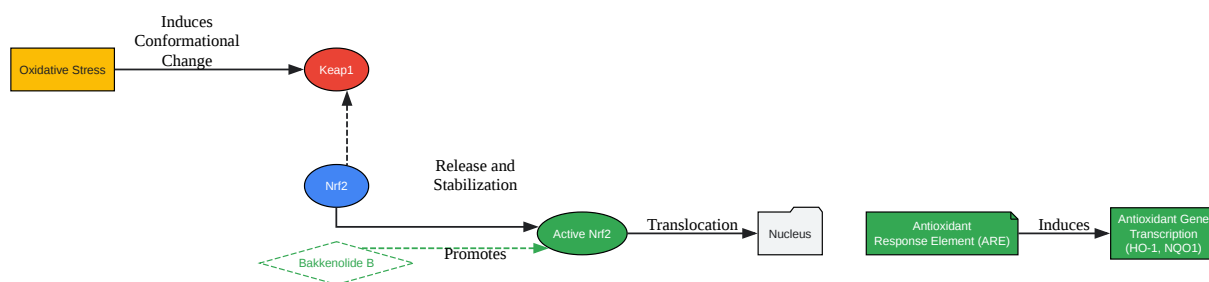 Induces
Conformational
Change
Oxidative Stress
Keap1
Nrf2
Release and
Stabilization
Active Nrf2
Translocation
Nucleus
Bakkenolide B
Promotes
Antioxidant
Response Element (ARE)
Induces
Antioxidant Gene
Transcription
(HO-1, NQO1)